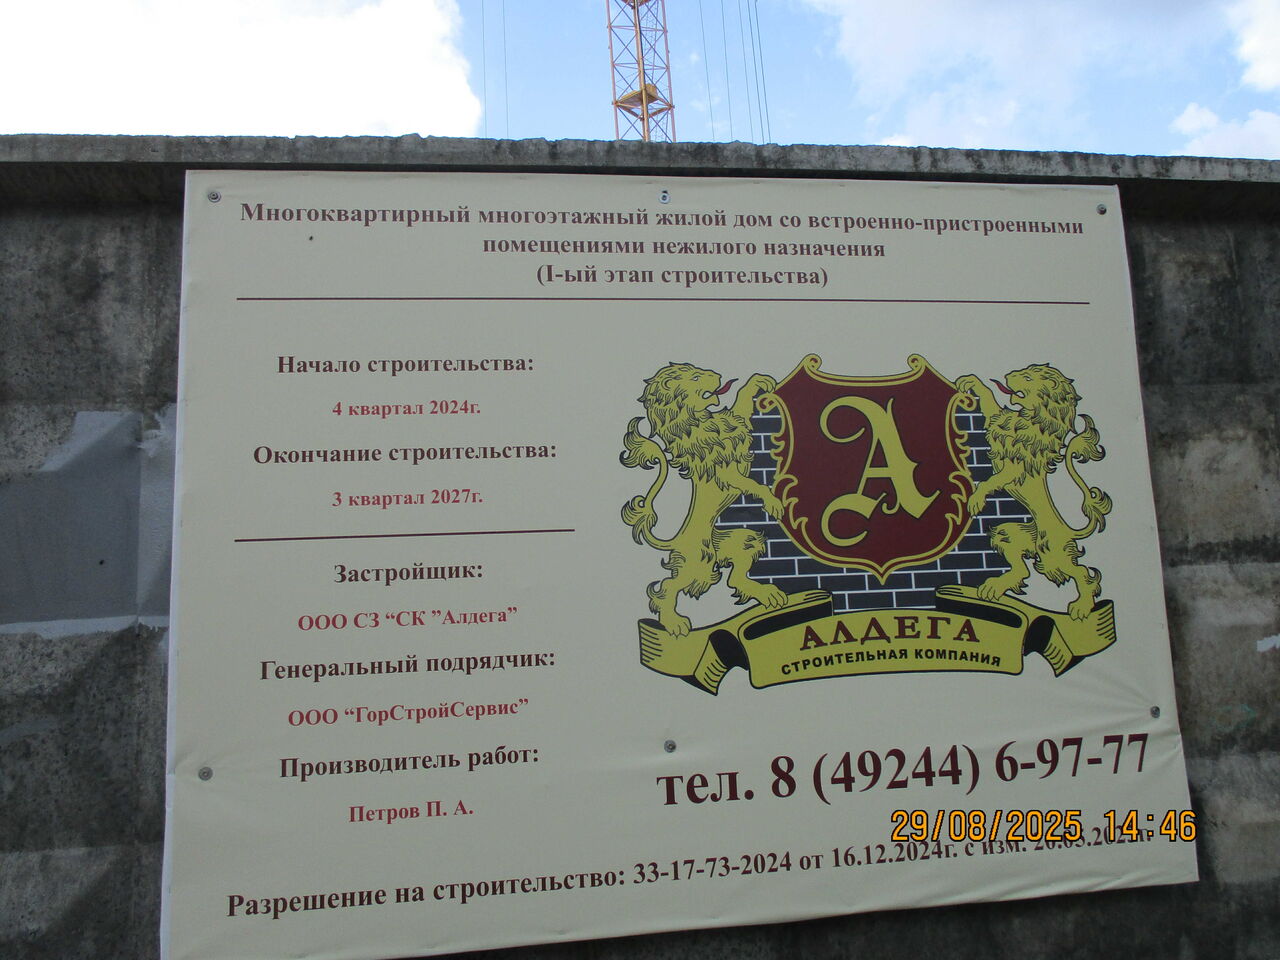 Многоквартирный многоэтажный жилой дом со встроенно-пристроенными
помещениями нежилого назначения
(I-ый этап строительства)
Начало строительства:
4 квартал 2024г.
Окончание строительства:
3 квартал 2027г.
Застройщик:
ООО СЗ “СК ”Алдега”
Генеральный подрядчик:
ООО “ГорСтройСервис”
Производитель работ:
Петров П. А.
А
АЛДЕГА
СТРОИТЕЛЬНАЯ КОМПАНИЯ
тел. 8 (49244) 6-97-77
29/08/2025 14:46
Разрешение на строительство: 33-17-73-2024 от 16.12.2024г. с изм.